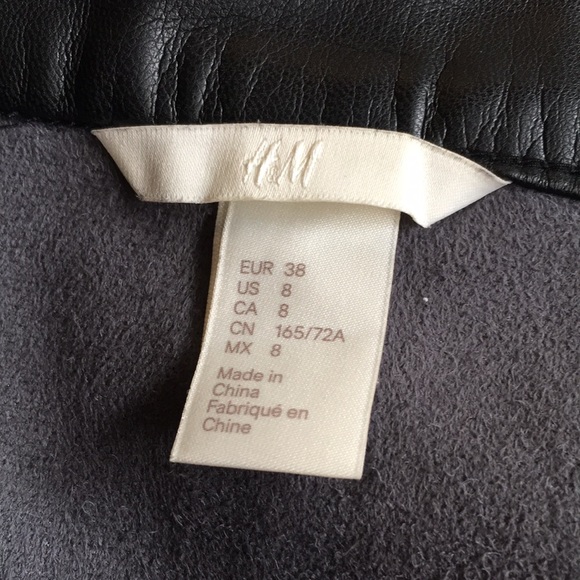 H&M
EUR 38
US 8
CA 8
CN 165/72A
MX 8
Made in
China
Fabriqué en
Chine